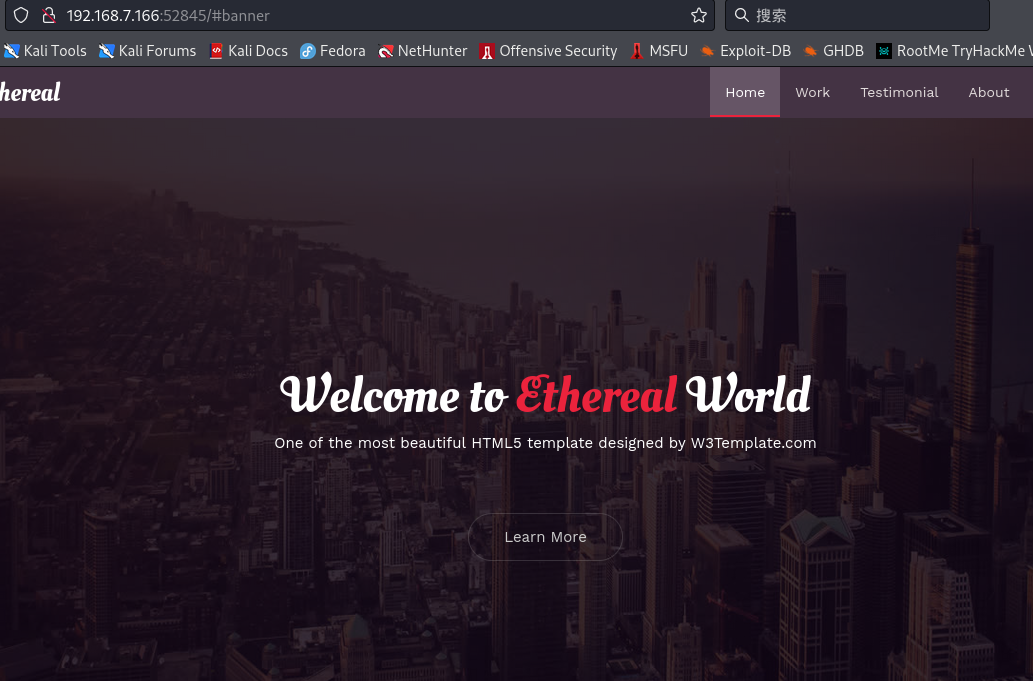 192.168.7.166:52845/#banner
搜索
Kali Tools Kali Forums Kali Docs Fedora NetHunter Offensive Security MSFU Exploit-DB GHDB RootMe TryHackMe
hereal
Home Work Testimonial About
Welcome to Ethereal World
One of the most beautiful HTML5 template designed by W3Template.com
Learn More